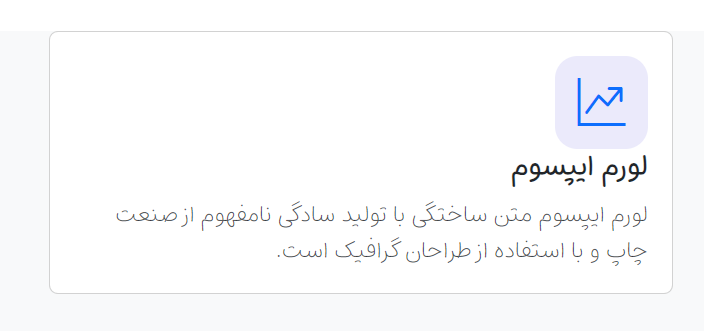 لورم ایپسوم
لورم ایپسوم متن ساختگی با تولید سادگی نامفهوم از صنعت
چاپ و با استفاده از طراحان گرافیک است.